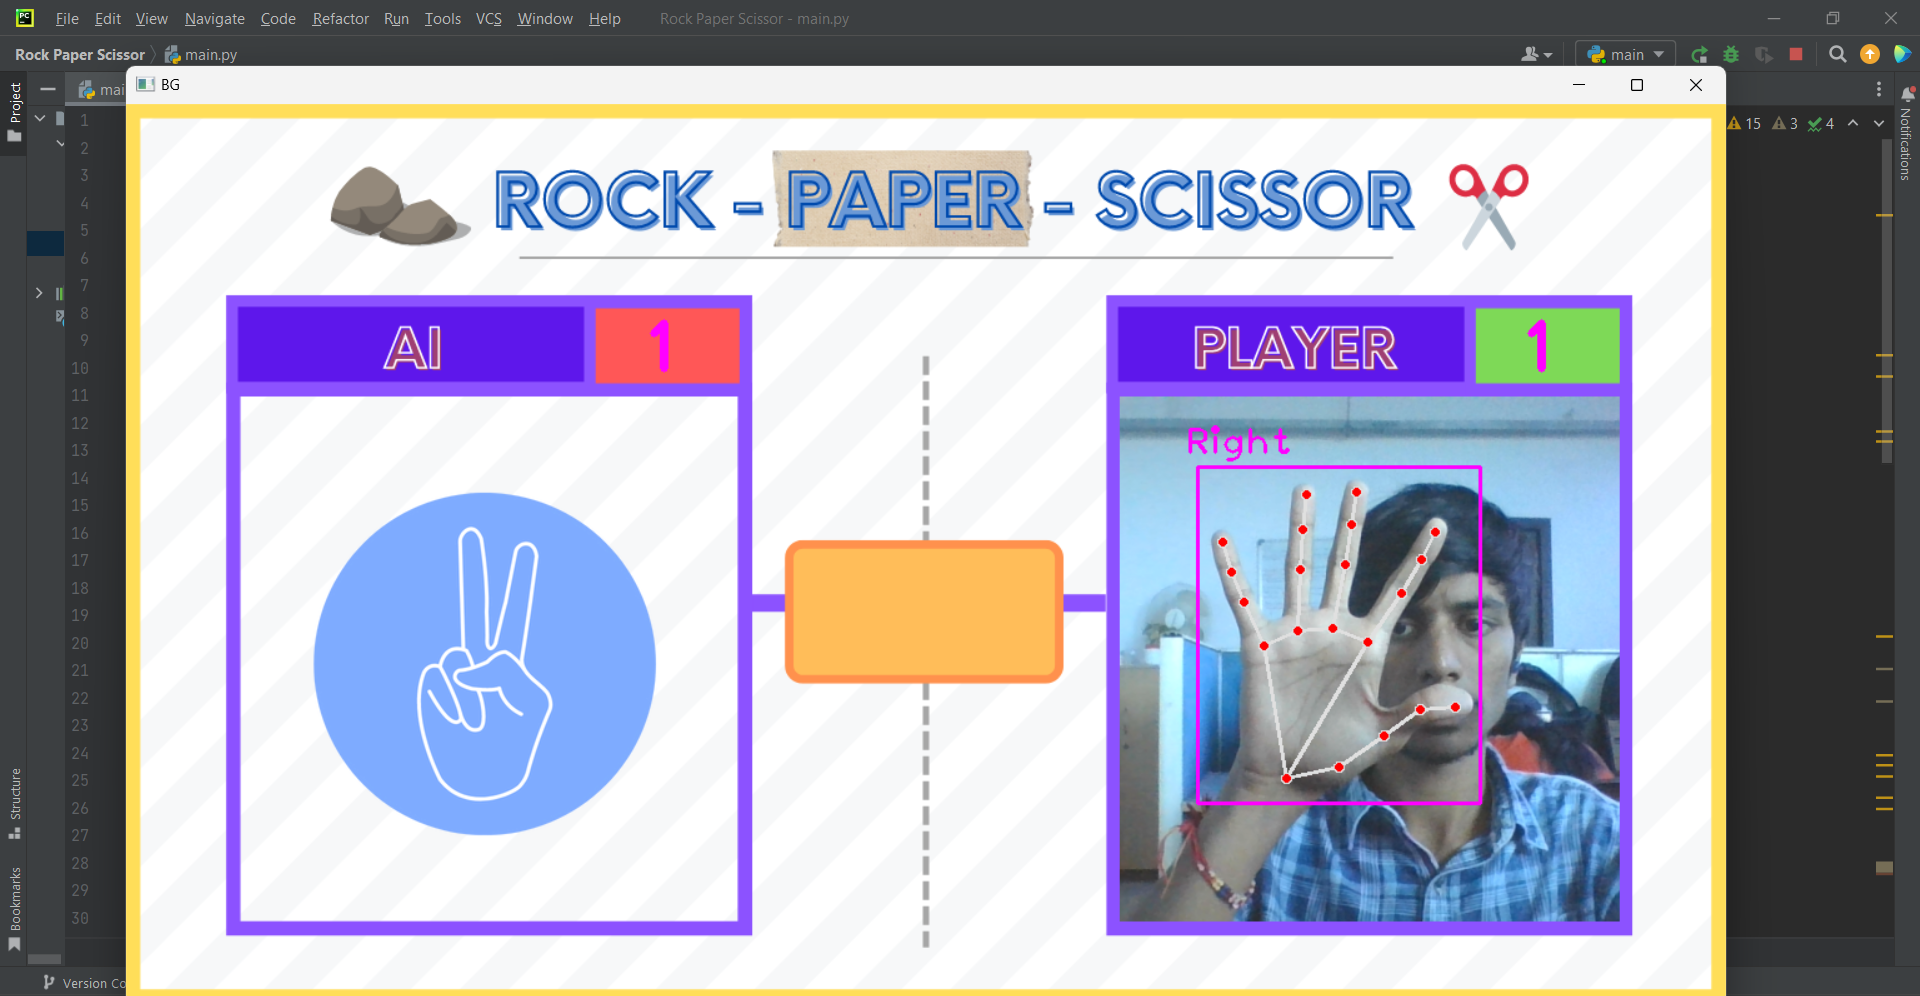 PC
File Edit View Navigate Code Refactor Run Tools VCS Window Help Rock Paper Scissor - main.py
Rock Paper Scissor main.py
main
Project
mai
BG
15 3 4
Notifications
ROCK - PAPER - SCISSOR
AI 1
PLAYER 1
Right
1
2
3
4
5
6
7
8
9
10
11
12
13
14
15
16
17
18
19
20
21
22
23
24
25
26
27
28
29
30
Structure
Bookmarks
Version Co